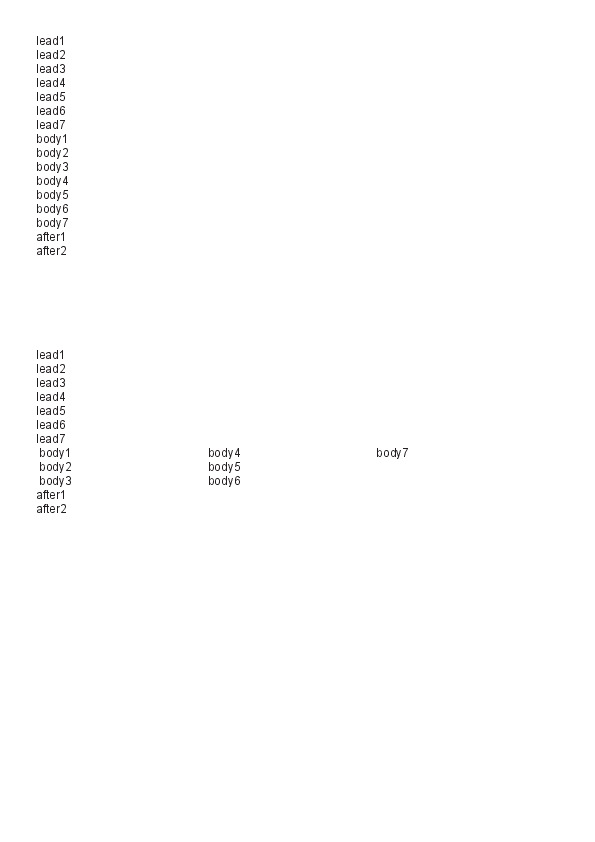 lead1
lead2
lead3
lead4
lead5
lead6
lead7
body1
body2
body3
body4
body5
body6
body7
after1
after2
lead1
lead2
lead3
lead4
lead5
lead6
lead7
body1 body4 body7
body2 body5
body3 body6
after1
after2